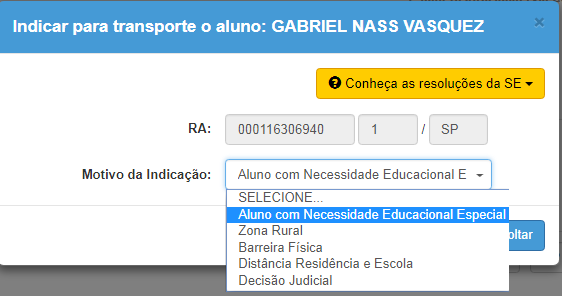 Indicar para transporte o aluno: GABRIEL NASS VASQUEZ ×
Conheça as resoluções da SE
RA: 000116306940 1 / SP
Motivo da Indicação: Aluno com Necessidade Educacional E
SELECIONE...
Aluno com Necessidade Educacional Especial
Zona Rural
Barreira Física
Distância Residência e Escola
Decisão Judicial